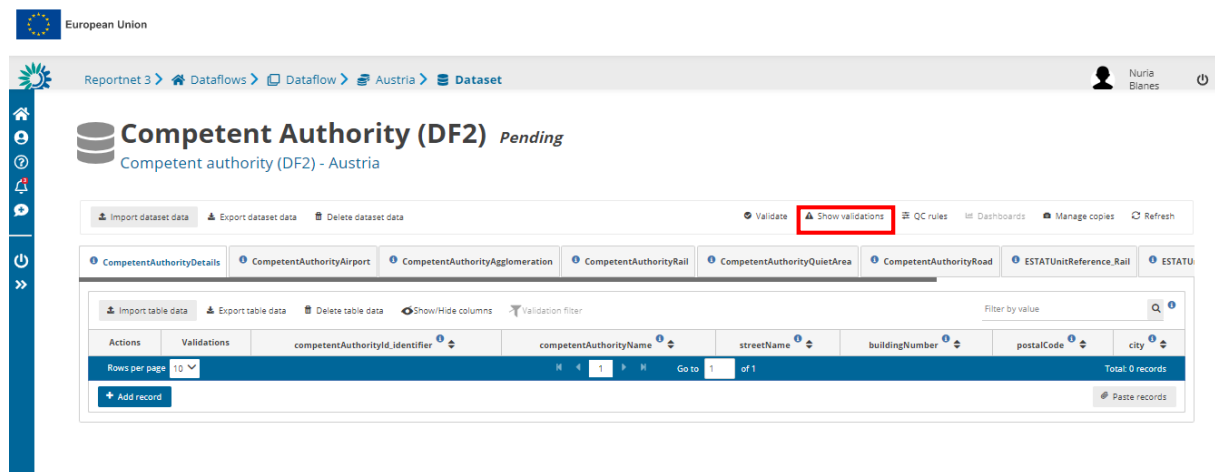 European Union
Reportnet 3 Dataflows Dataflow Austria Dataset
Nuria
Blanes
Competent Authority (DF2) Pending
Competent authority (DF2) - Austria
Import dataset data Export dataset data Delete dataset data Validate Show validations QC rules Dashboards Manage copies Refresh
CompetentAuthorityDetails CompetentAuthorityAirport CompetentAuthorityAgglomeration CompetentAuthorityRail CompetentAuthorityQuietArea CompetentAuthorityRoad ESTATUnitReference_Rail ESTATU
Import table data Export table data Delete table data Show/Hide columns Validation filter Filter by value
Actions Validations competentAuthorityId_identifier competentAuthorityName streetName buildingNumber postalCode city
Rows per page 10 1 Go to 1 of 1 Total: 0 records
Add record Paste records